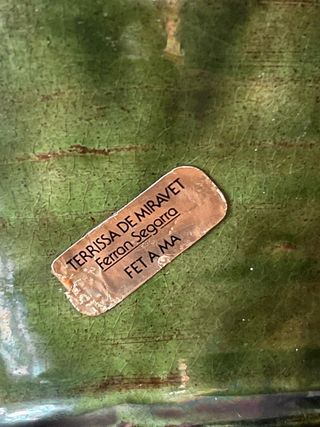 TERRISSA DE MIRAVET
Ferran Segarra
FET A MA